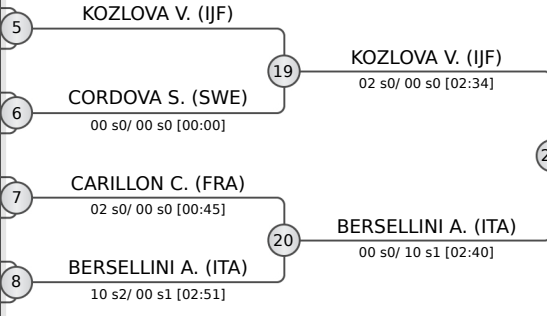 KOZLOVA V. (IJF)
5
19
KOZLOVA V. (IJF)
02 s0/ 00 s0 [02:34]
CORDOVA S. (SWE)
6
00 s0/ 00 s0 [00:00]
CARILLON C. (FRA)
7
02 s0/ 00 s0 [00:45]
20
BERSELLINI A. (ITA)
00 s0/ 10 s1 [02:40]
BERSELLINI A. (ITA)
8
10 s2/ 00 s1 [02:51]